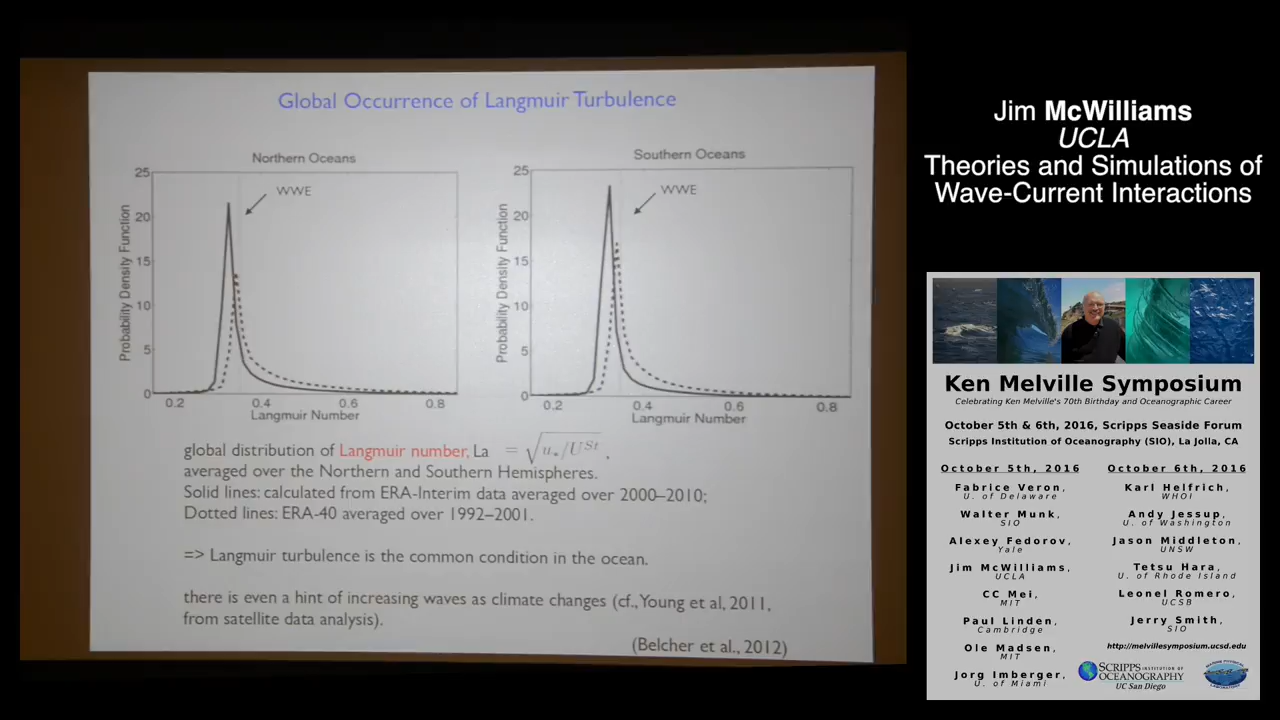 Global Occurrence of Langmuir Turbulence
Northern Oceans
25
20
15
10
5
0
Probability Density Function
WWE
0.2 0.4 0.6 0.8
Langmuir Number
Southern Oceans
25
20
15
10
5
0
Probability Density Function
WWE
0.2 0.4 0.6 0.8
Langmuir Number
global distribution of Langmuir number, La = √u*/U^St .
averaged over the Northern and Southern Hemispheres.
Solid lines: calculated from ERA-Interim data averaged over 2000–2010;
Dotted lines: ERA-40 averaged over 1992–2001.
=> Langmuir turbulence is the common condition in the ocean.
there is even a hint of increasing waves as climate changes (cf., Young et al, 2011,
from satellite data analysis).
(Belcher et al., 2012)
Jim McWilliams
UCLA
Theories and Simulations of
Wave-Current Interactions
Ken Melville Symposium
Celebrating Ken Melville's 70th Birthday and Oceanographic Career
October 5th & 6th, 2016, Scripps Seaside Forum
Scripps Institution of Oceanography (SIO), La Jolla, CA
October 5th, 2016
Fabrice Veron,
U. of Delaware
Walter Munk,
SIO
Alexey Fedorov,
Yale
Jim McWilliams,
UCLA
CC Mei,
MIT
Paul Linden,
Cambridge
Ole Madsen,
MIT
Jorg Imberger,
U. of Miami
October 6th, 2016
Karl Helfrich,
WHOI
Andy Jessup,
U. of Washington
Jason Middleton,
UNSW
Tetsu Hara,
U. of Rhode Island
Leonel Romero,
UCSB
Jerry Smith,
SIO
http://melvillesymposium.ucsd.edu
SCRIPPS INSTITUTION OF
OCEANOGRAPHY
UC San Diego